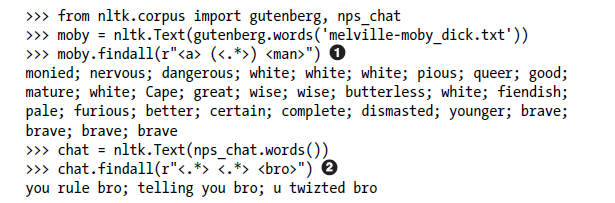 >>> from nltk.corpus import gutenberg, nps_chat
>>> moby = nltk.Text(gutenberg.words('melville-moby_dick.txt'))
>>> moby.findall(r"<a> (<.*>) <man>") ❶
monied; nervous; dangerous; white; white; white; pious; queer; good;
mature; white; Cape; great; wise; wise; butterless; white; fiendish;
pale; furious; better; certain; complete; dismasted; younger; brave;
brave; brave; brave
>>> chat = nltk.Text(nps_chat.words())
>>> chat.findall(r"<.*> <.*> <bro>") ❷
you rule bro; telling you bro; u twizted bro